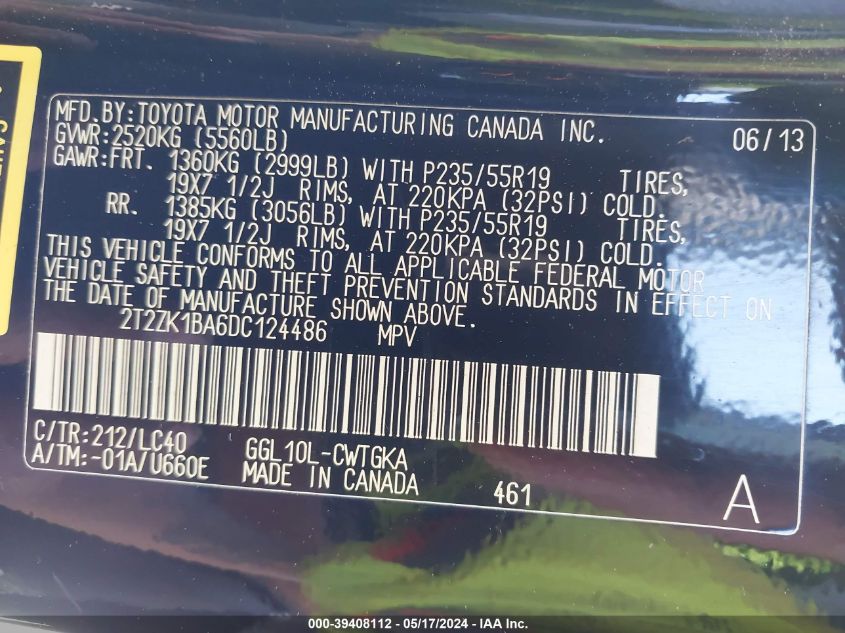 MFD.BY:TOYOTA MOTOR MANUFACTURING CANADA INC. 06/13
GVWR:2520KG (5560LB)
GAWR:FRT. 1360KG (2999LB) WITH P235/55R19 TIRES,
19X7 1/2J RIMS, AT 220KPA (32PSI) COLD.
RR. 1385KG (3056LB) WITH P235/55R19 TIRES,
19X7 1/2J RIMS, AT 220KPA (32PSI) COLD.
THIS VEHICLE CONFORMS TO ALL APPLICABLE FEDERAL MOTOR
VEHICLE SAFETY AND THEFT PREVENTION STANDARDS IN EFFECT ON
THE DATE OF MANUFACTURE SHOWN ABOVE.
2T2ZK1BA6DC124486 MPV
C/TR:212/LC40 GGL10L-CWTGKA
A/TM:-01A/U660E MADE IN CANADA 461 A
000-39408112 - 05/17/2024 - IAA Inc.